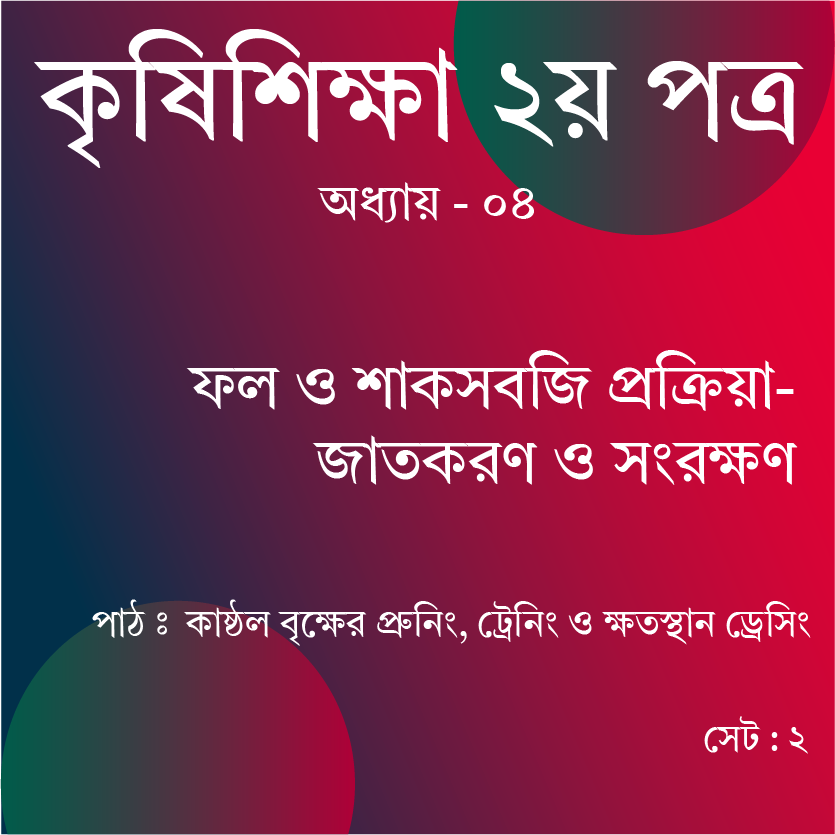 কৃষিশিক্ষা ২য় পত্র
অধ্যায় - ০৪
ফল ও শাকসবজি প্রক্রিয়া-
জাতকরণ ও সংরক্ষণ
পাঠ ঃ কাষ্ঠল বৃক্ষের প্রুনিং, ট্রেনিং ও ক্ষতস্থান ড্রেসিং
সেট : ২